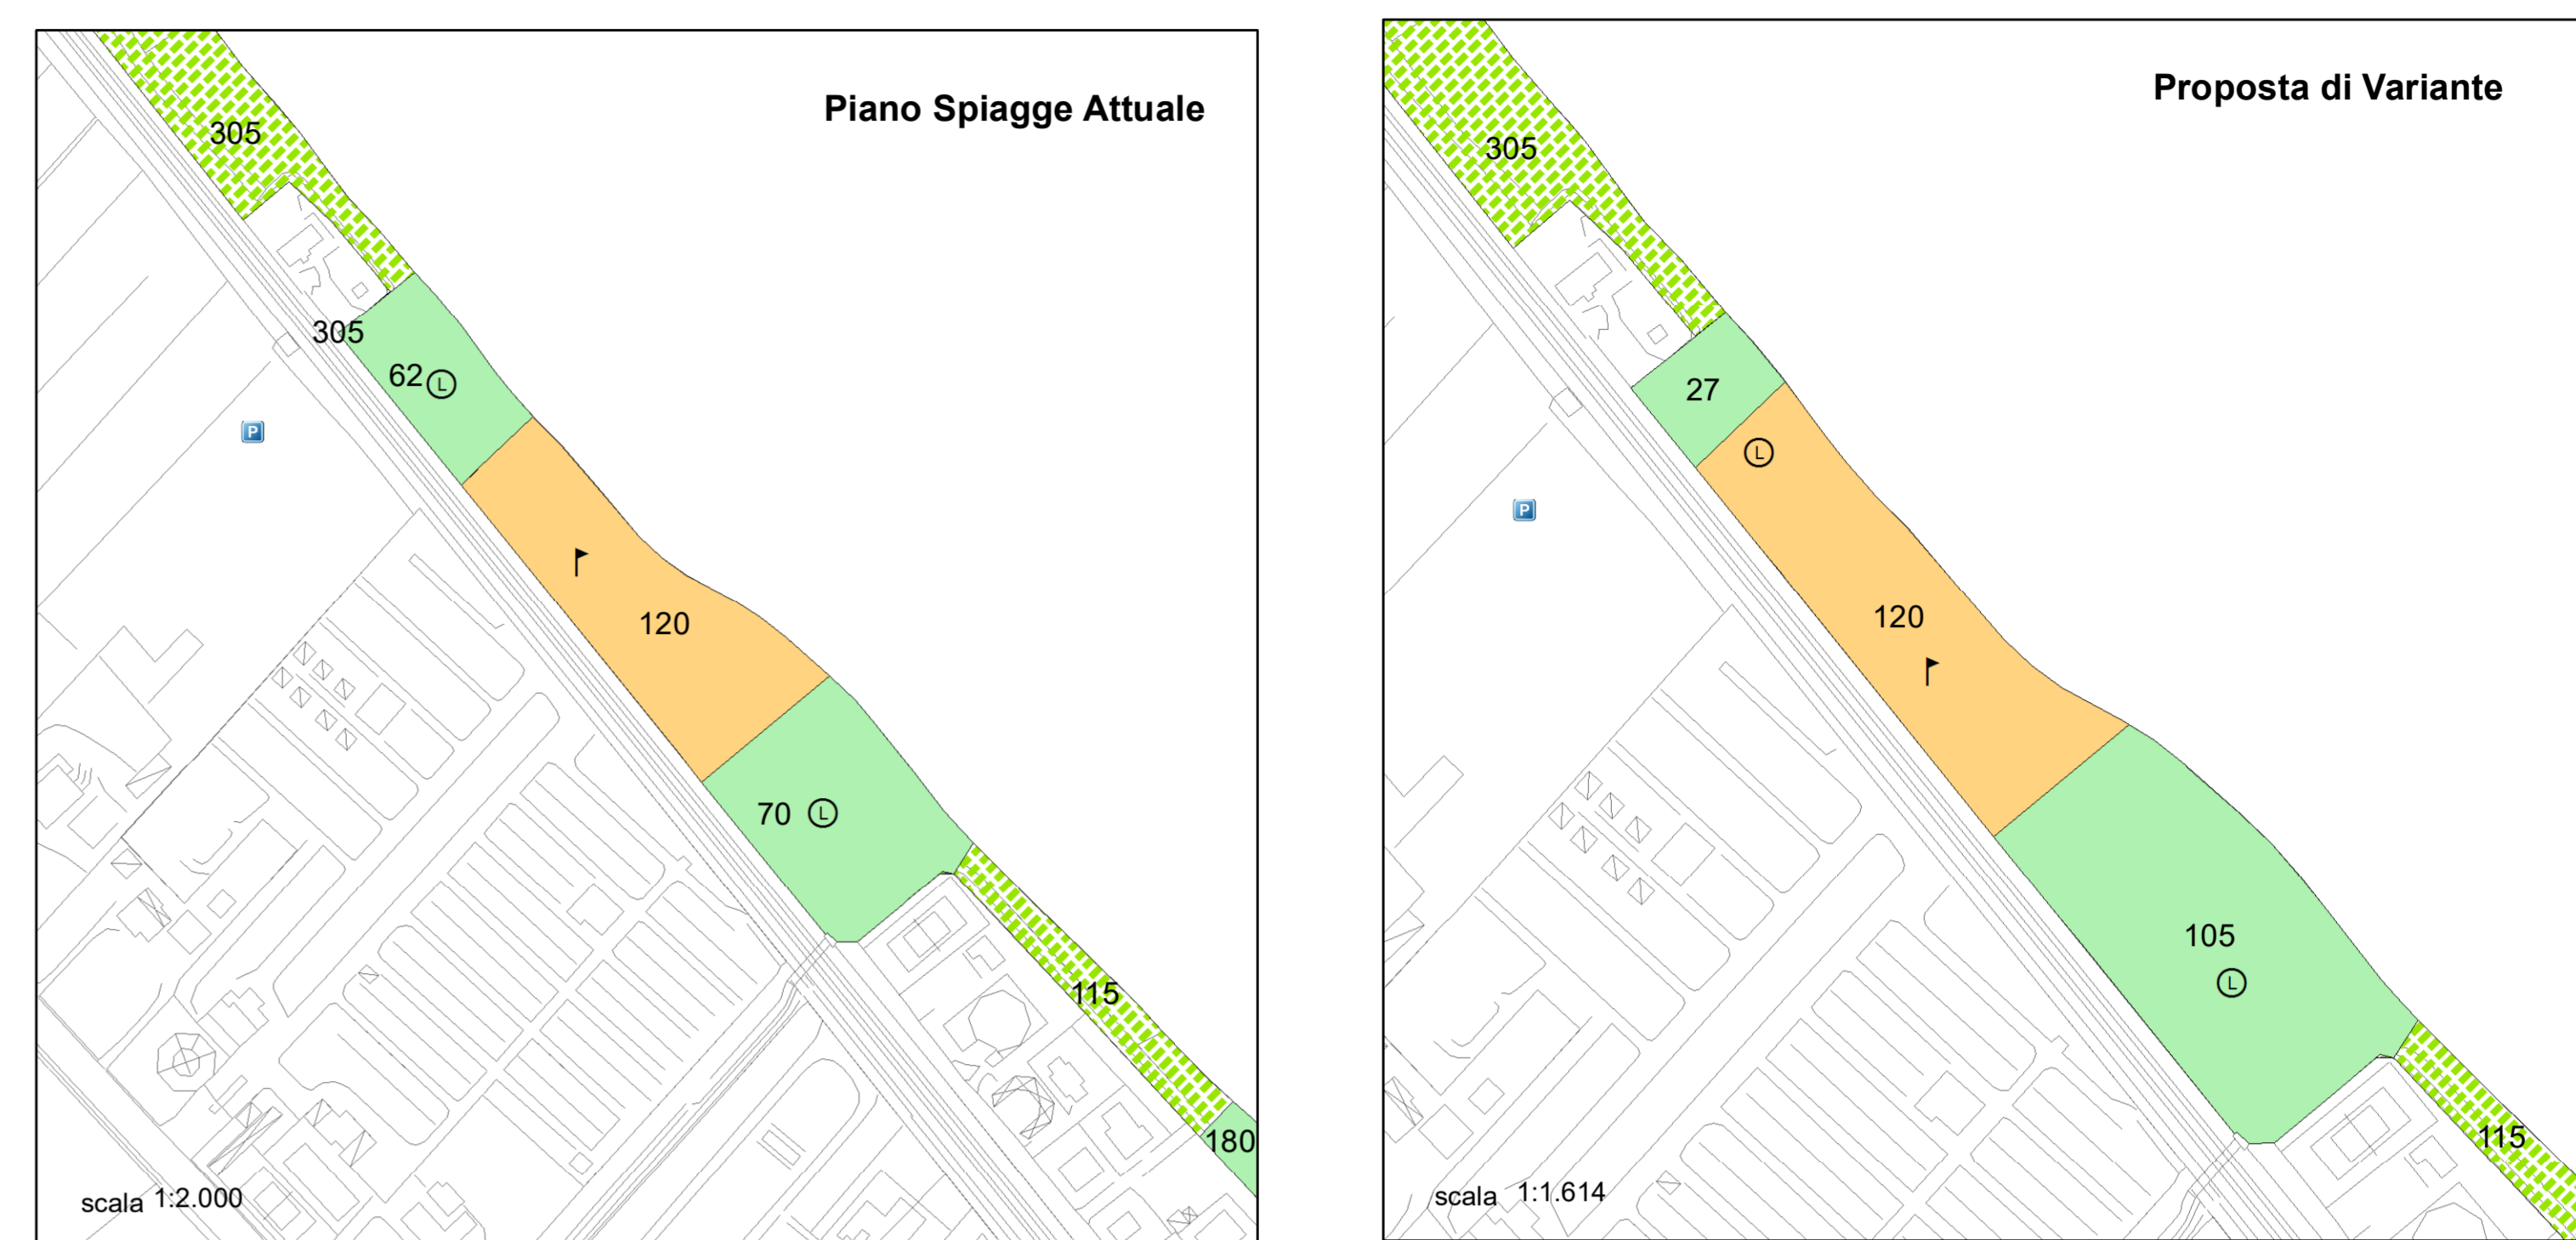 Piano Spiagge Attuale
305
305
62 L
P
120
70 L
115
180
scala 1:2.000
Proposta di Variante
305
27
L
P
120
105
L
115
scala 1:1.614